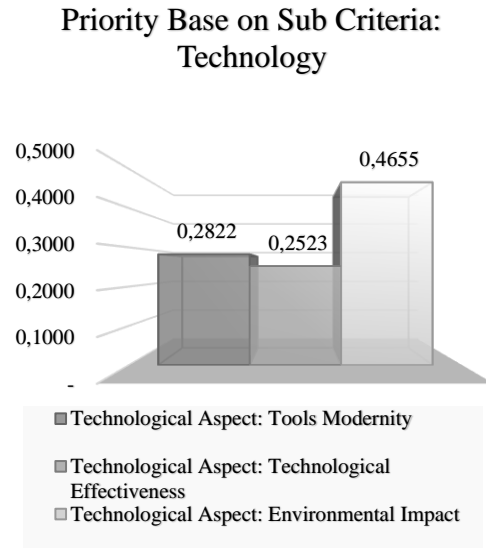 Priority Base on Sub Criteria:
Technology
0,5000
0,4000
0,3000
0,2000
0,1000
-
0,2822
0,2523
0,4655
Technological Aspect: Tools Modernity
Technological Aspect: Technological
Effectiveness
Technological Aspect: Environmental Impact